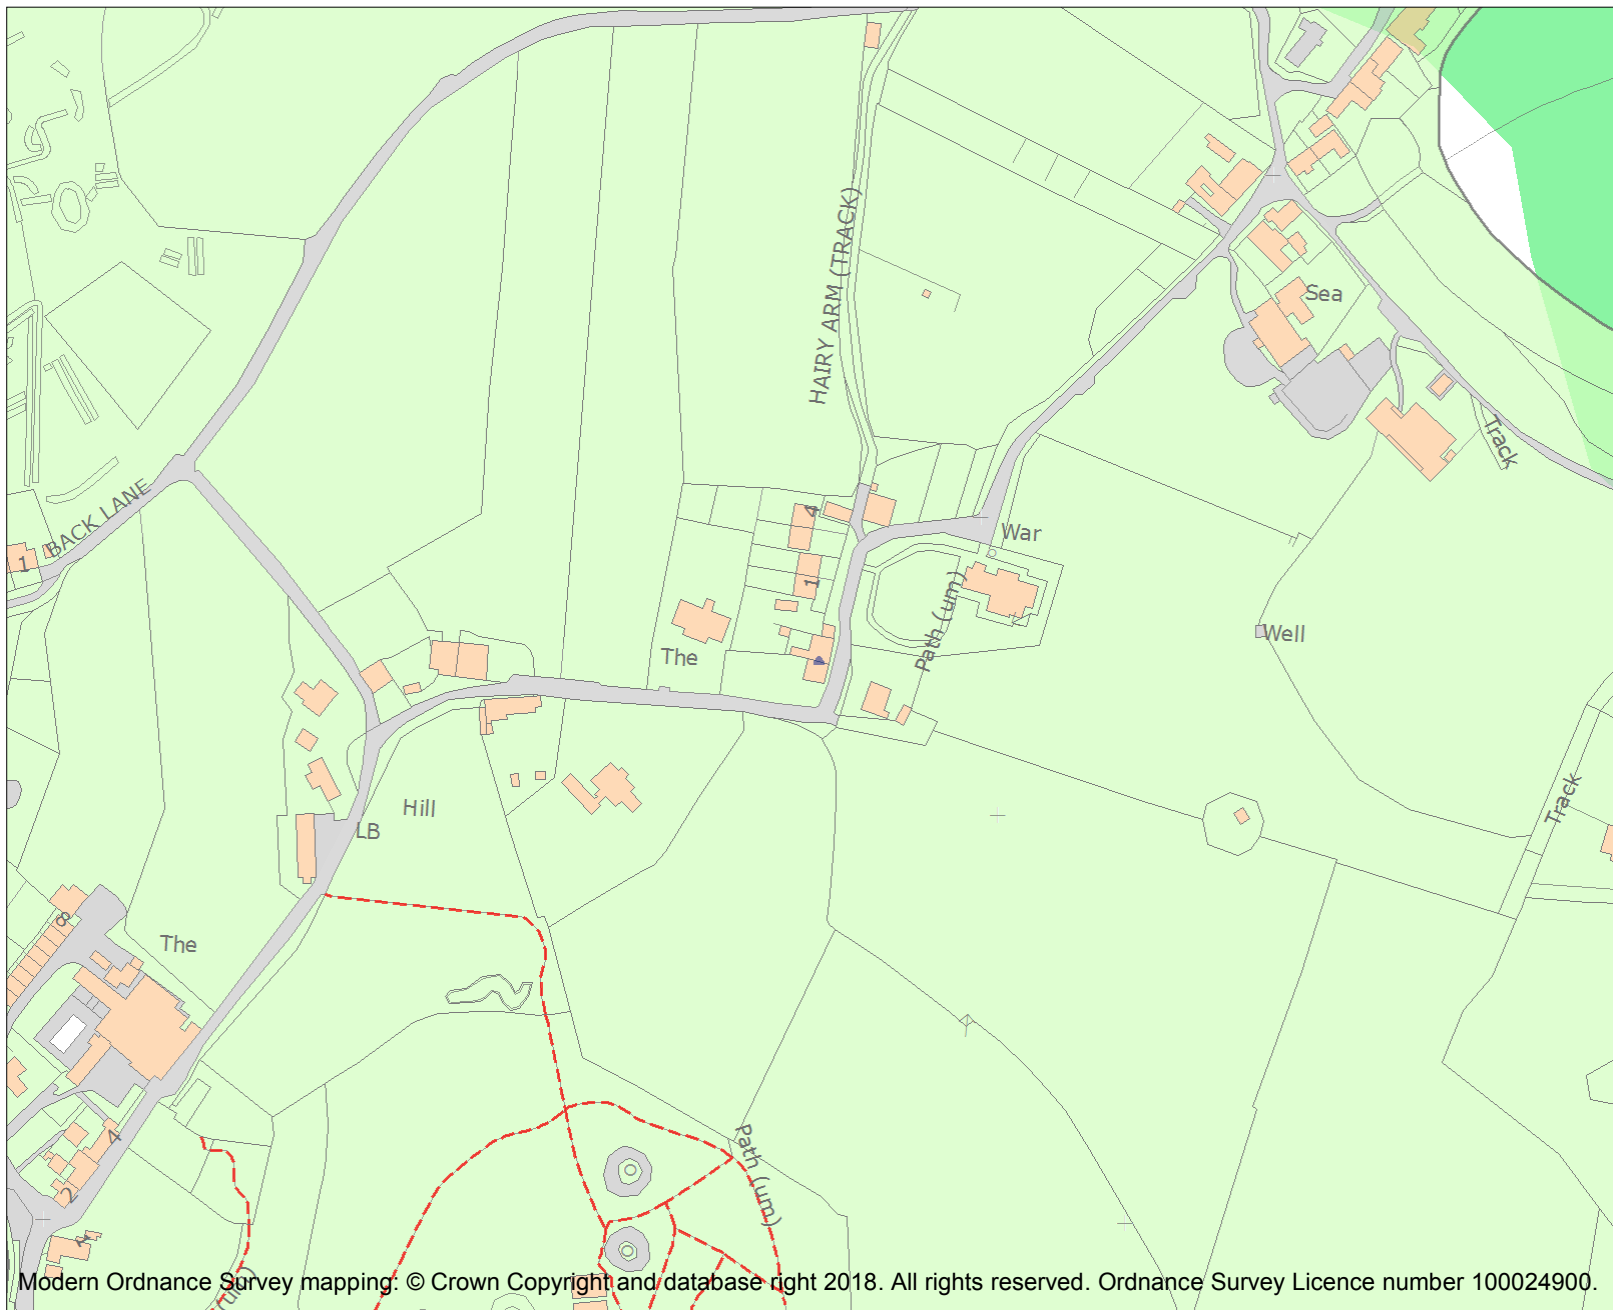 HAIRY ARM (TRACK)
Sea
Track
BACK LANE
1
4
War
1
Path (um)
Well
The
Hill
LB
Track
8
The
4
Path (um)
2
1
Modern Ordnance Survey mapping: © Crown Copyright and database right 2018. All rights reserved. Ordnance Survey Licence number 100024900.